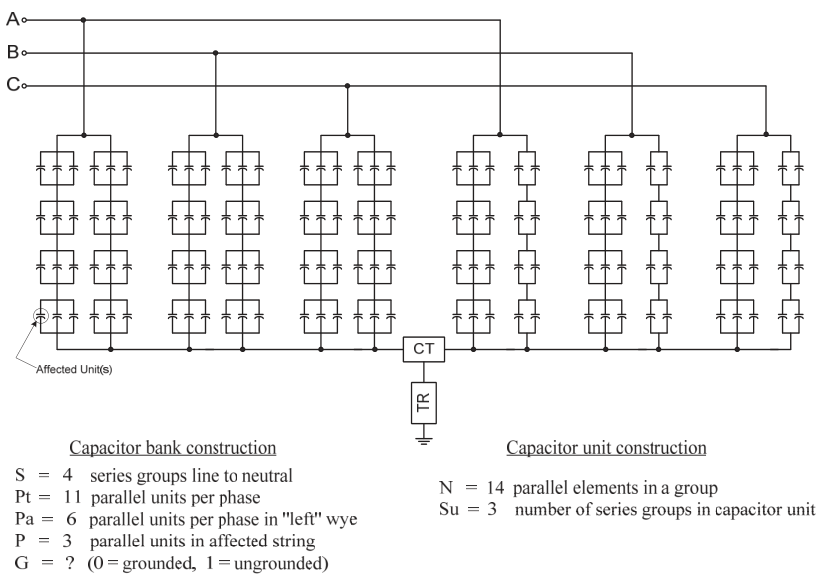 A
B
C
Affected Unit(s)
CT
TR
Capacitor bank construction
S = 4 series groups line to neutral
Pt = 11 parallel units per phase
Pa = 6 parallel units per phase in "left" wye
P = 3 parallel units in affected string
G = ? (0 = grounded, 1 = ungrounded)
Capacitor unit construction
N = 14 parallel elements in a group
Su = 3 number of series groups in capacitor unit